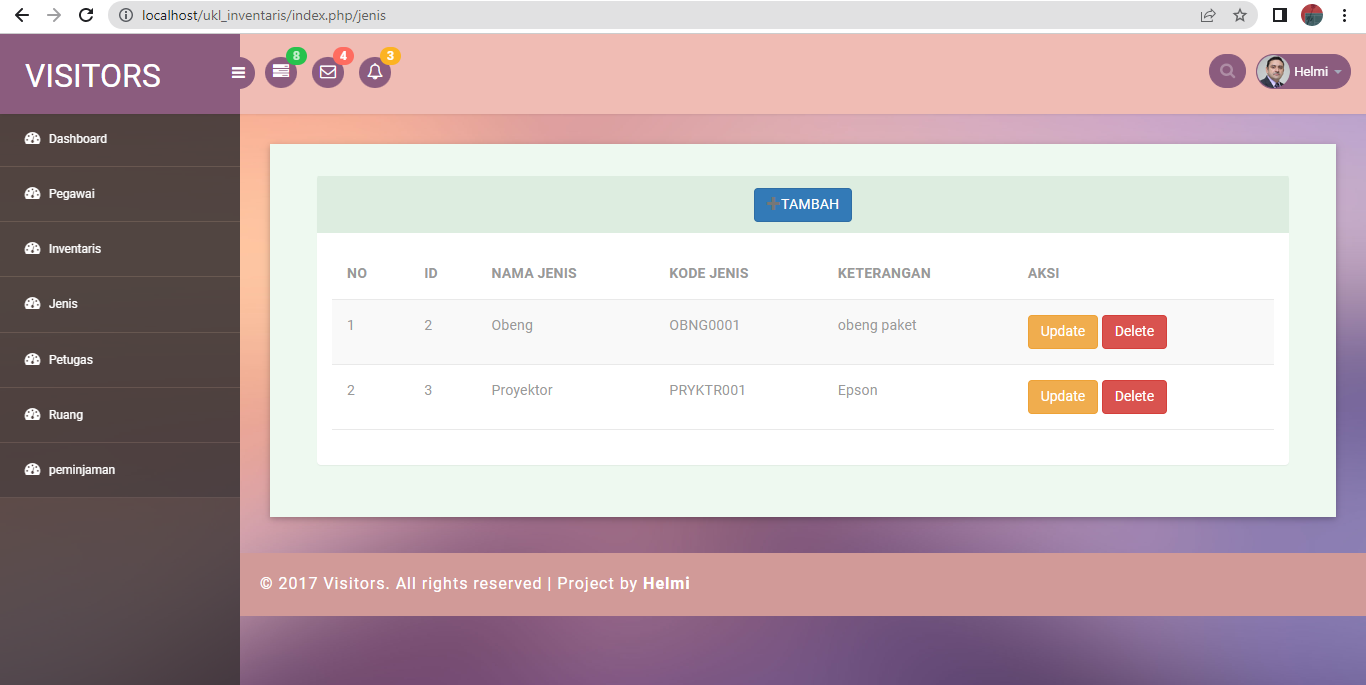 localhost/ukl_inventaris/index.php/jenis
VISITORS
8
4
3
Helmi
Dashboard
Pegawai
Inventaris
Jenis
Petugas
Ruang
peminjaman
TAMBAH
NO ID NAMA JENIS KODE JENIS KETERANGAN AKSI
1 2 Obeng OBNG0001 obeng paket Update Delete
2 3 Proyektor PRYKTR001 Epson Update Delete
© 2017 Visitors. All rights reserved | Project by Helmi